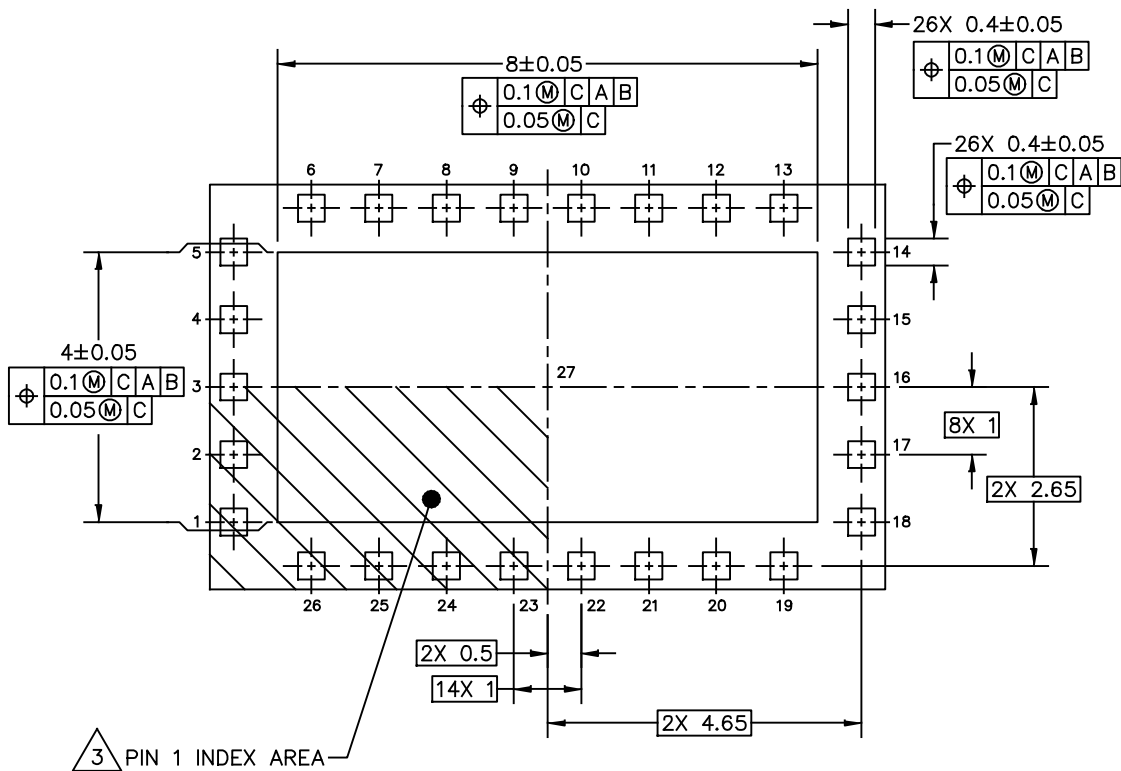 26X 0.4±0.05
⌖ 0.1Ⓜ C A B
0.05Ⓜ C
8±0.05
⌖ 0.1Ⓜ C A B
0.05Ⓜ C
26X 0.4±0.05
⌖ 0.1Ⓜ C A B
0.05Ⓜ C
6 7 8 9 10 11 12 13
5 14
4 15
4±0.05
⌖ 0.1Ⓜ C A B
0.05Ⓜ C
27
3 16
8X 1
2 17
2X 2.65
1 18
26 25 24 23 22 21 20 19
2X 0.5
14X 1
2X 4.65
3 PIN 1 INDEX AREA